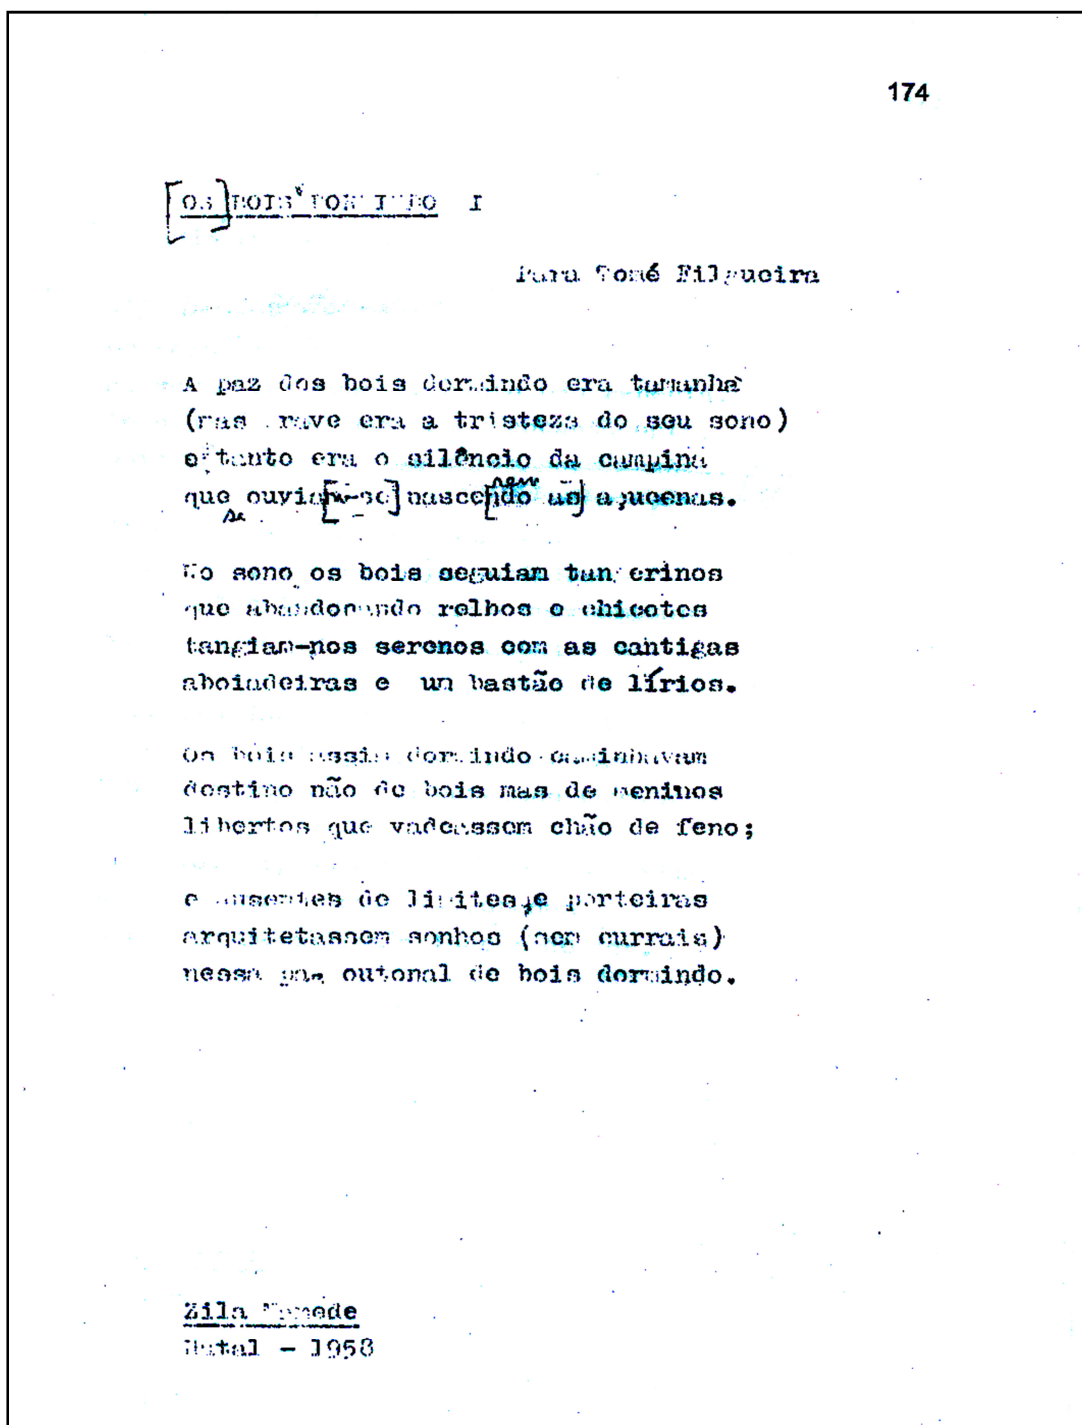 174
[OS] BOIS DORMINDO I
Para Tomé Filgueira
A paz dos bois dormindo era tamanha
(mas grave era a tristeza do seu sono)
e tanto era o silêncio da campina
que ouvia[m-se] nascen[do as] açucenas.
se nem
No sono os bois seguiam tangerinos
que abandonando relhos e chicotes
tangiam-nos serenos com as cantigas
aboiadeiras e um bastão de lírios.
Os bois assim dormindo caminhavam
destino não de bois mas de meninos
libertos que vadeassem chão de feno;
e ausentes de limites e porteiras
arquitetassem sonhos (sem currais)
nessa paz outonal de bois dormindo.
Zila Mamede
Natal - 1958